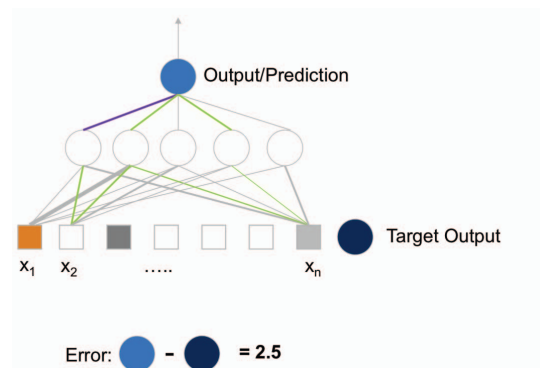 Output/Prediction
Target Output
x₁ x₂ ..... xₙ
Error: - = 2.5